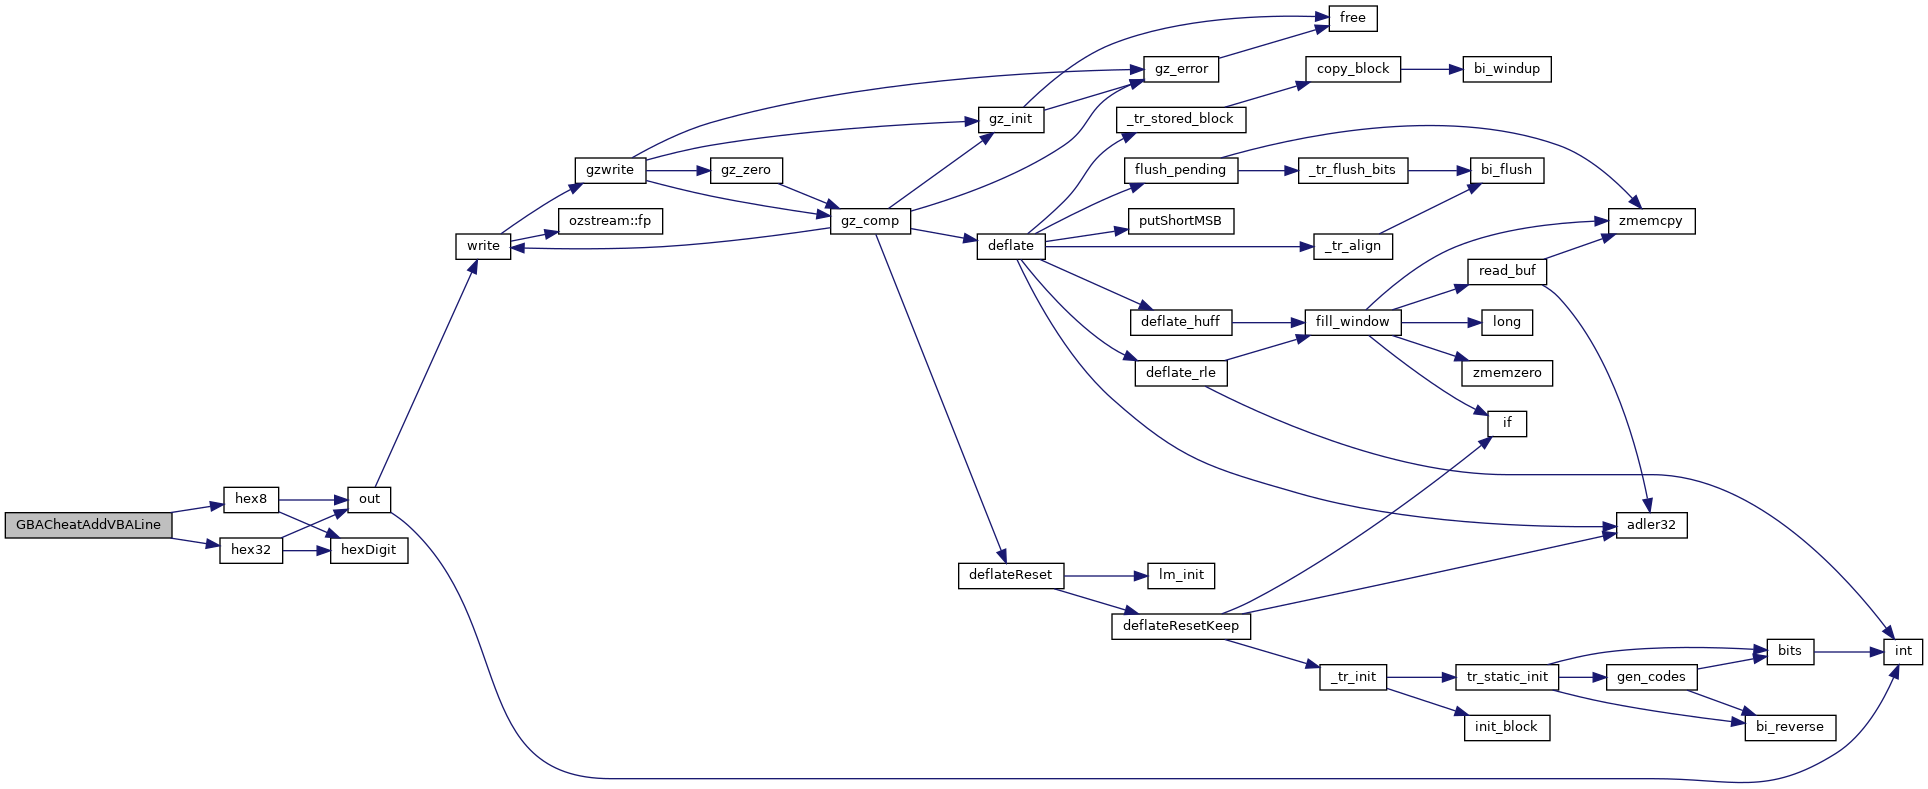 free
gz_error
copy_block
bi_windup
gz_init
_tr_stored_block
gzwrite
gz_zero
flush_pending
_tr_flush_bits
bi_flush
ozstream::fp
gz_comp
putShortMSB
zmemcpy
write
deflate
_tr_align
read_buf
deflate_huff
fill_window
long
deflate_rle
zmemzero
if
hex8
out
GBACheatAddVBALine
adler32
hex32
hexDigit
deflateReset
lm_init
deflateResetKeep
bits
int
_tr_init
tr_static_init
gen_codes
init_block
bi_reverse